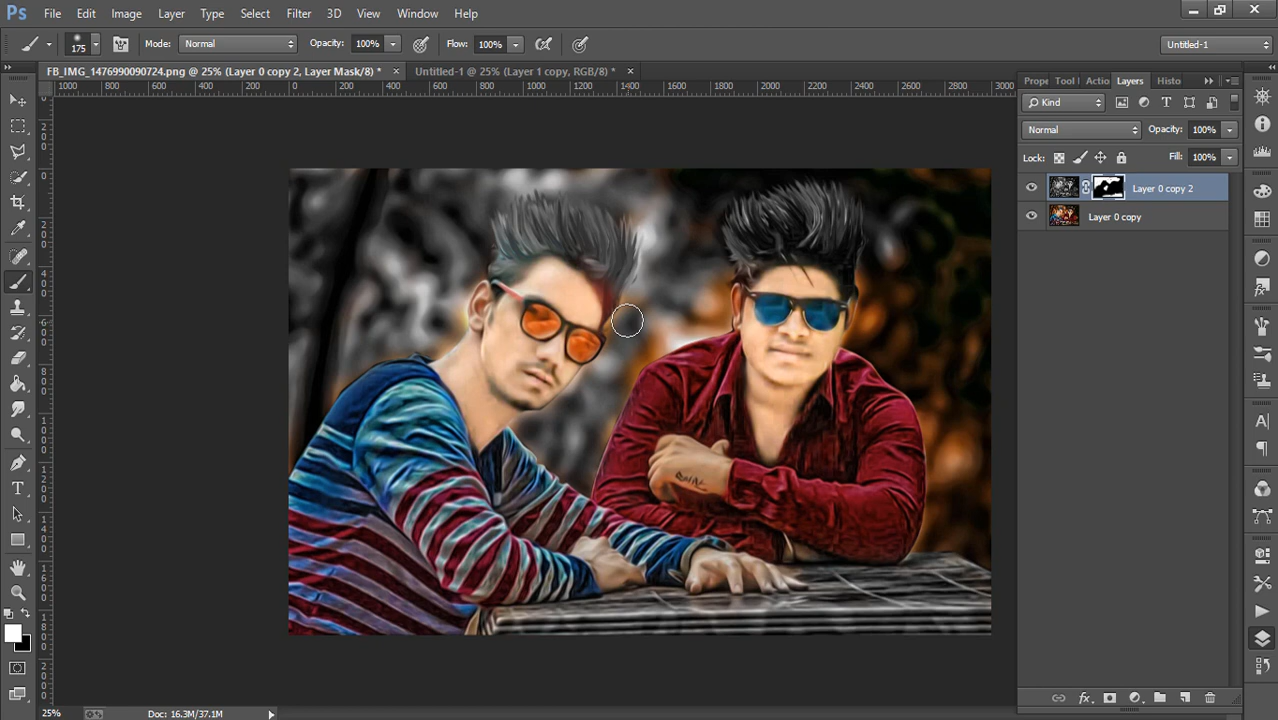 Ps File Edit Image Layer Type Select Filter 3D View Window Help
175 Mode: Normal Opacity: 100% Flow: 100% Untitled-1
FB_IMG_1476990090724.png @ 25% (Layer 0 copy 2, Layer Mask/8) * × Untitled-1 @ 25% (Layer 1 copy, RGB/8) * ×
1000 800 600 400 200 0 200 400 600 800 1000 1200 1400 1600 1800 2000 2200 2400 2600 2800 3000
Prope Tool Actio Layers Histo
Kind
Normal Opacity: 100%
Lock: Fill: 100%
Layer 0 copy 2
Layer 0 copy
25% Doc: 16.3M/37.1M